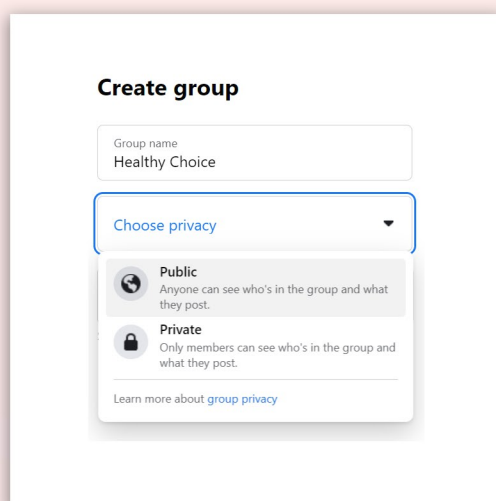 Create group
Group name
Healthy Choice
Choose privacy
Public
Anyone can see who's in the group and what
they post.
Private
Only members can see who's in the group and
what they post.
Learn more about group privacy